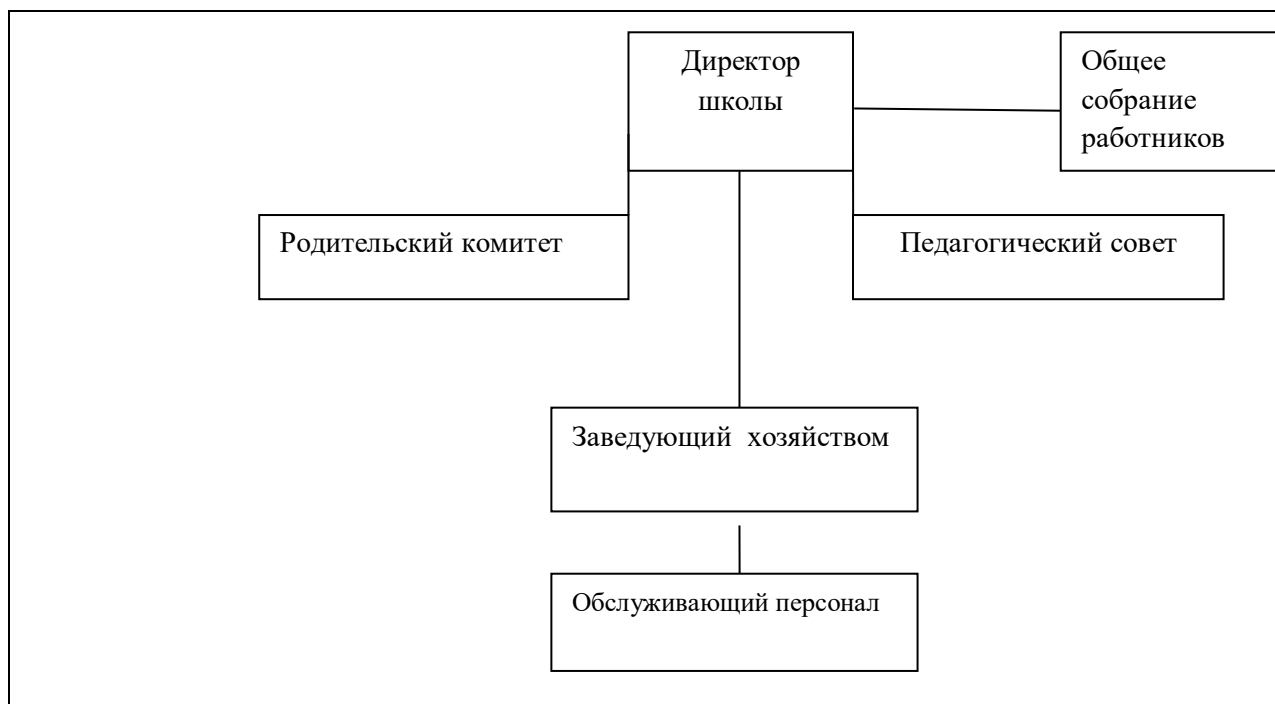 Директор
школы
Общее
собрание
работников
Родительский комитет
Педагогический совет
Заведующий хозяйством
Обслуживающий персонал